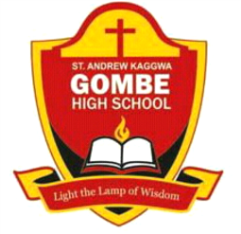 ST. ANDREW KAGGWA
GOMBE
HIGH SCHOOL
Light the Lamp of Wisdom